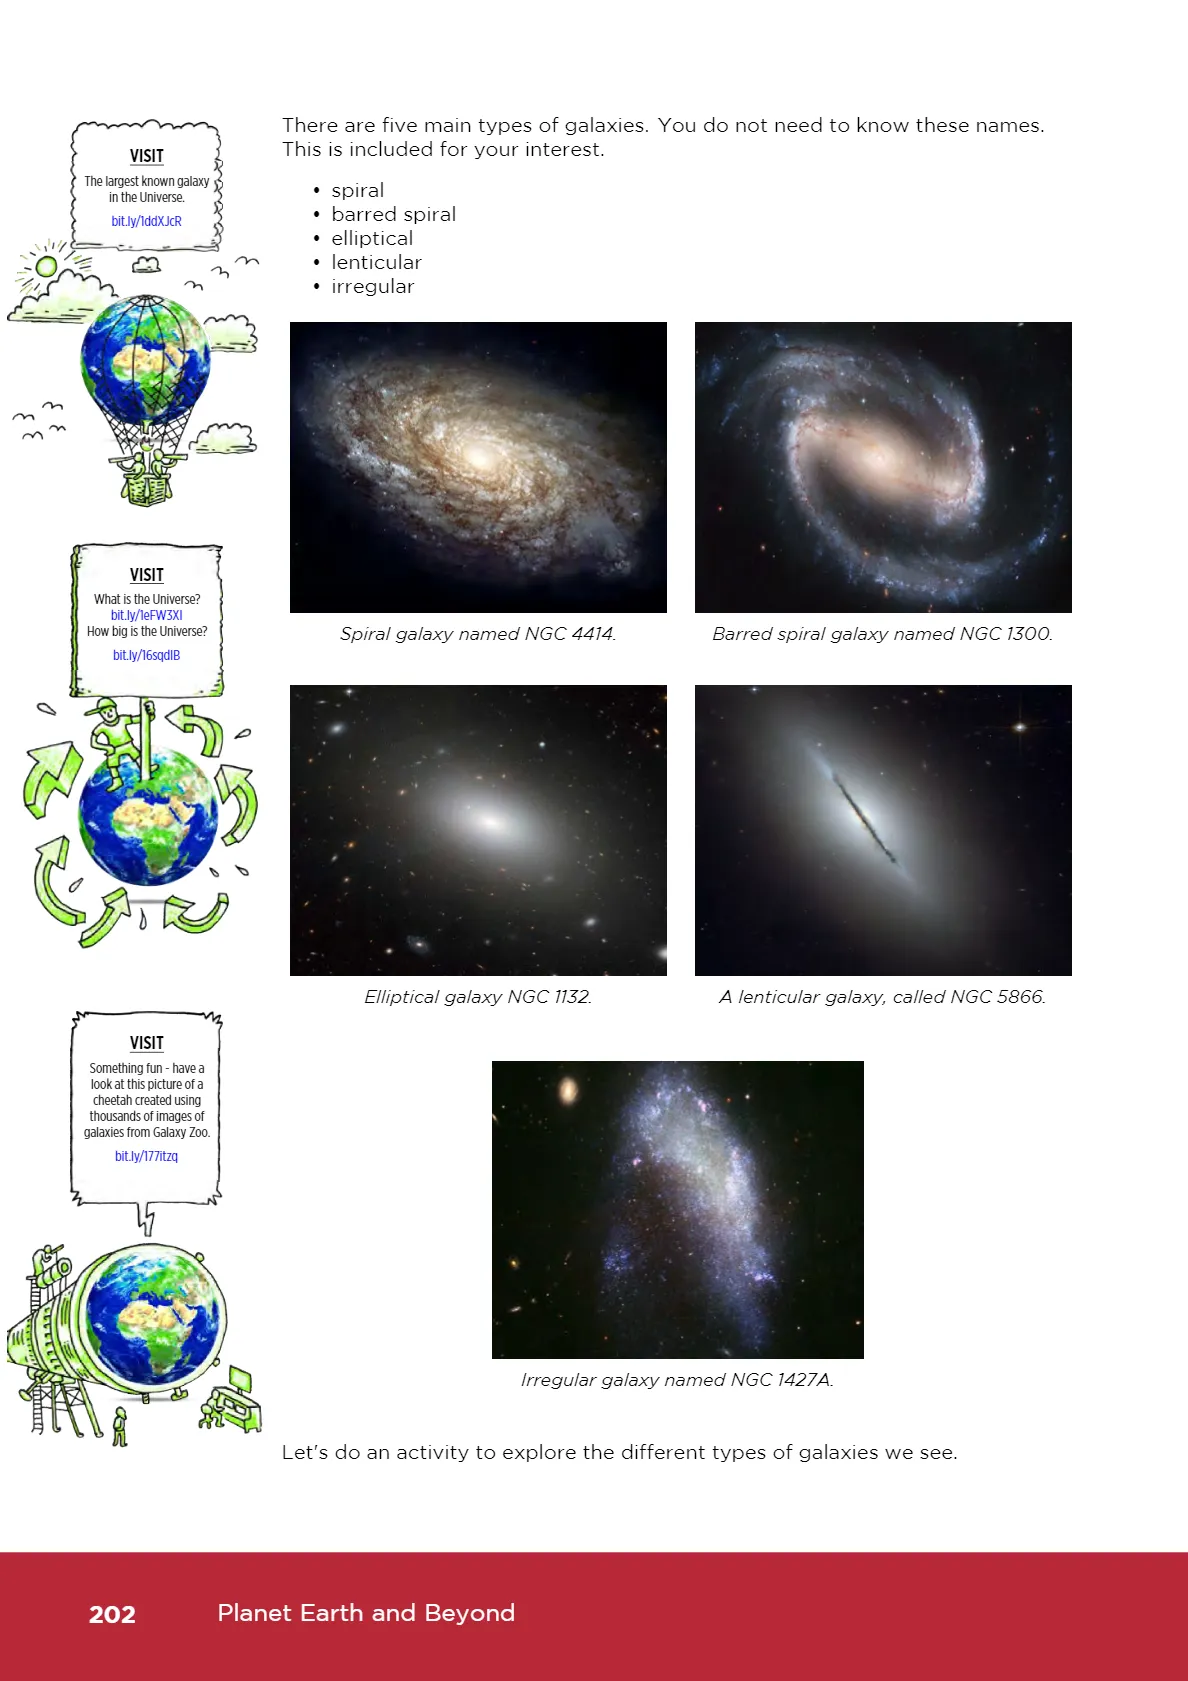 There are five main types of galaxies. You do not need to know these names.
This is included for your interest.
• spiral
• barred spiral
• elliptical
• lenticular
• irregular
Spiral galaxy named NGC 4414.
Barred spiral galaxy named NGC 1300.
Elliptical galaxy NGC 1132.
A lenticular galaxy, called NGC 5866.
Irregular galaxy named NGC 1427A.
Let's do an activity to explore the different types of galaxies we see.
VISIT
The largest known galaxy
in the Universe.
bit.ly/1ddXJcR
VISIT
What is the Universe?
bit.ly/1eFW3XI
How big is the Universe?
bit.ly/16sqdIB
VISIT
Something fun - have a
look at this picture of a
cheetah created using
thousands of images of
galaxies from Galaxy Zoo.
bit.ly/177itzq
202
Planet Earth and Beyond